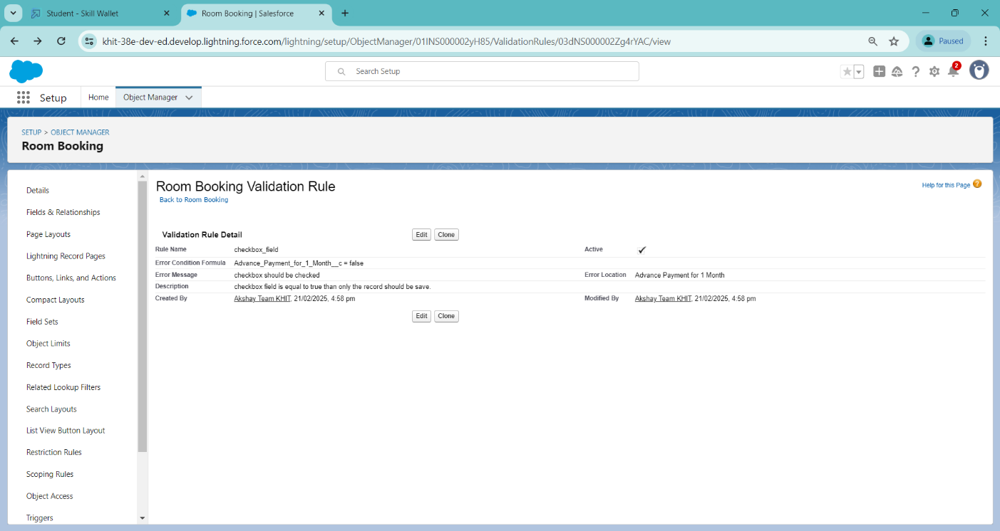 Student - Skill Wallet
Room Booking | Salesforce
khit-38e-dev-ed.develop.lightning.force.com/lightning/setup/ObjectManager/01INS000002yH85/ValidationRules/03dNS000002Zg4rYAC/view
Paused
Search Setup
2
Setup
Home
Object Manager
SETUP > OBJECT MANAGER
Room Booking
Details
Fields & Relationships
Page Layouts
Lightning Record Pages
Buttons, Links, and Actions
Compact Layouts
Field Sets
Object Limits
Record Types
Related Lookup Filters
Search Layouts
List View Button Layout
Restriction Rules
Scoping Rules
Object Access
Triggers
Room Booking Validation Rule
Help for this Page
Back to Room Booking
Validation Rule Detail
Edit Clone
Rule Name checkbox_field Active
Error Condition Formula Advance_Payment_for_1_Month__c = false
Error Message checkbox should be checked Error Location Advance Payment for 1 Month
Description checkbox field is equal to true than only the record should be save.
Created By Akshay Team KHIT, 21/02/2025, 4:58 pm Modified By Akshay Team KHIT, 21/02/2025, 4:58 pm
Edit Clone